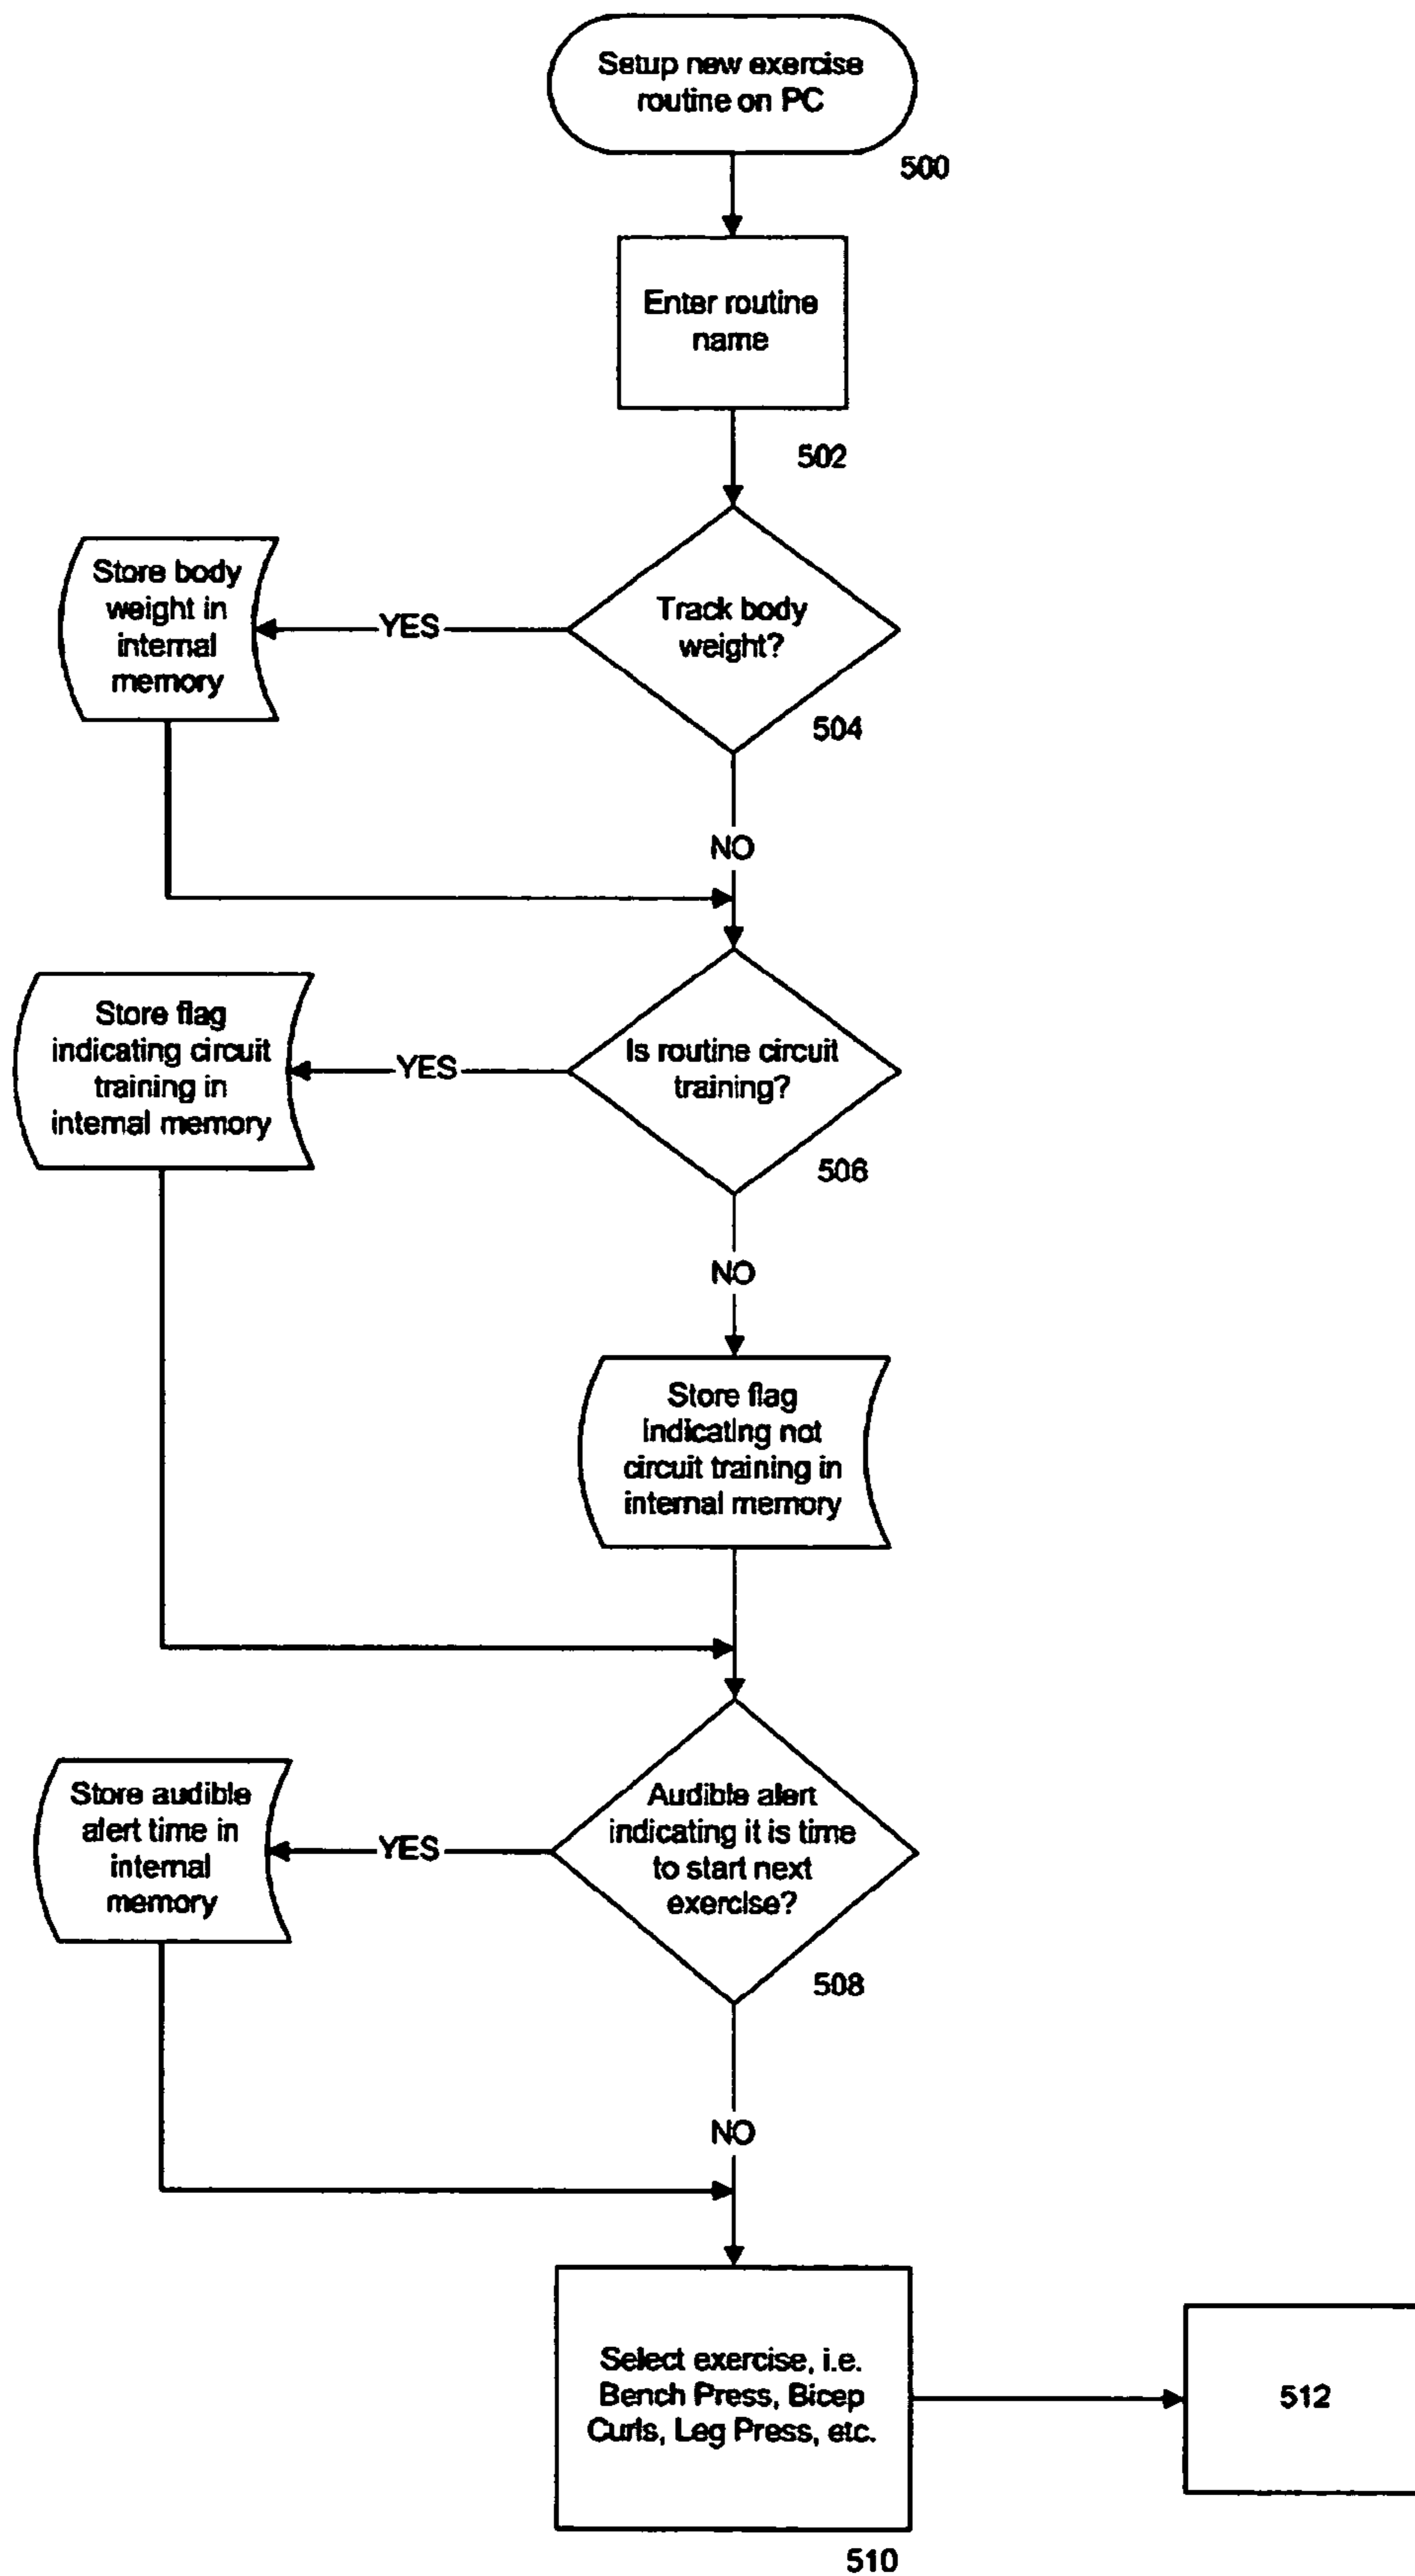 Setup new exercise
routine on PC
500
Enter routine
name
502
Store body
weight in
internal
memory
YES
Track body
weight?
504
NO
Store flag
indicating circuit
training in
internal memory
YES
Is routine circuit
training?
506
NO
Store flag
indicating not
circuit training in
internal memory
Store audible
alert time in
internal
memory
YES
Audible alert
indicating it is time
to start next
exercise?
508
NO
Select exercise, i.e.
Bench Press, Bicep
Curls, Leg Press, etc.
510
512